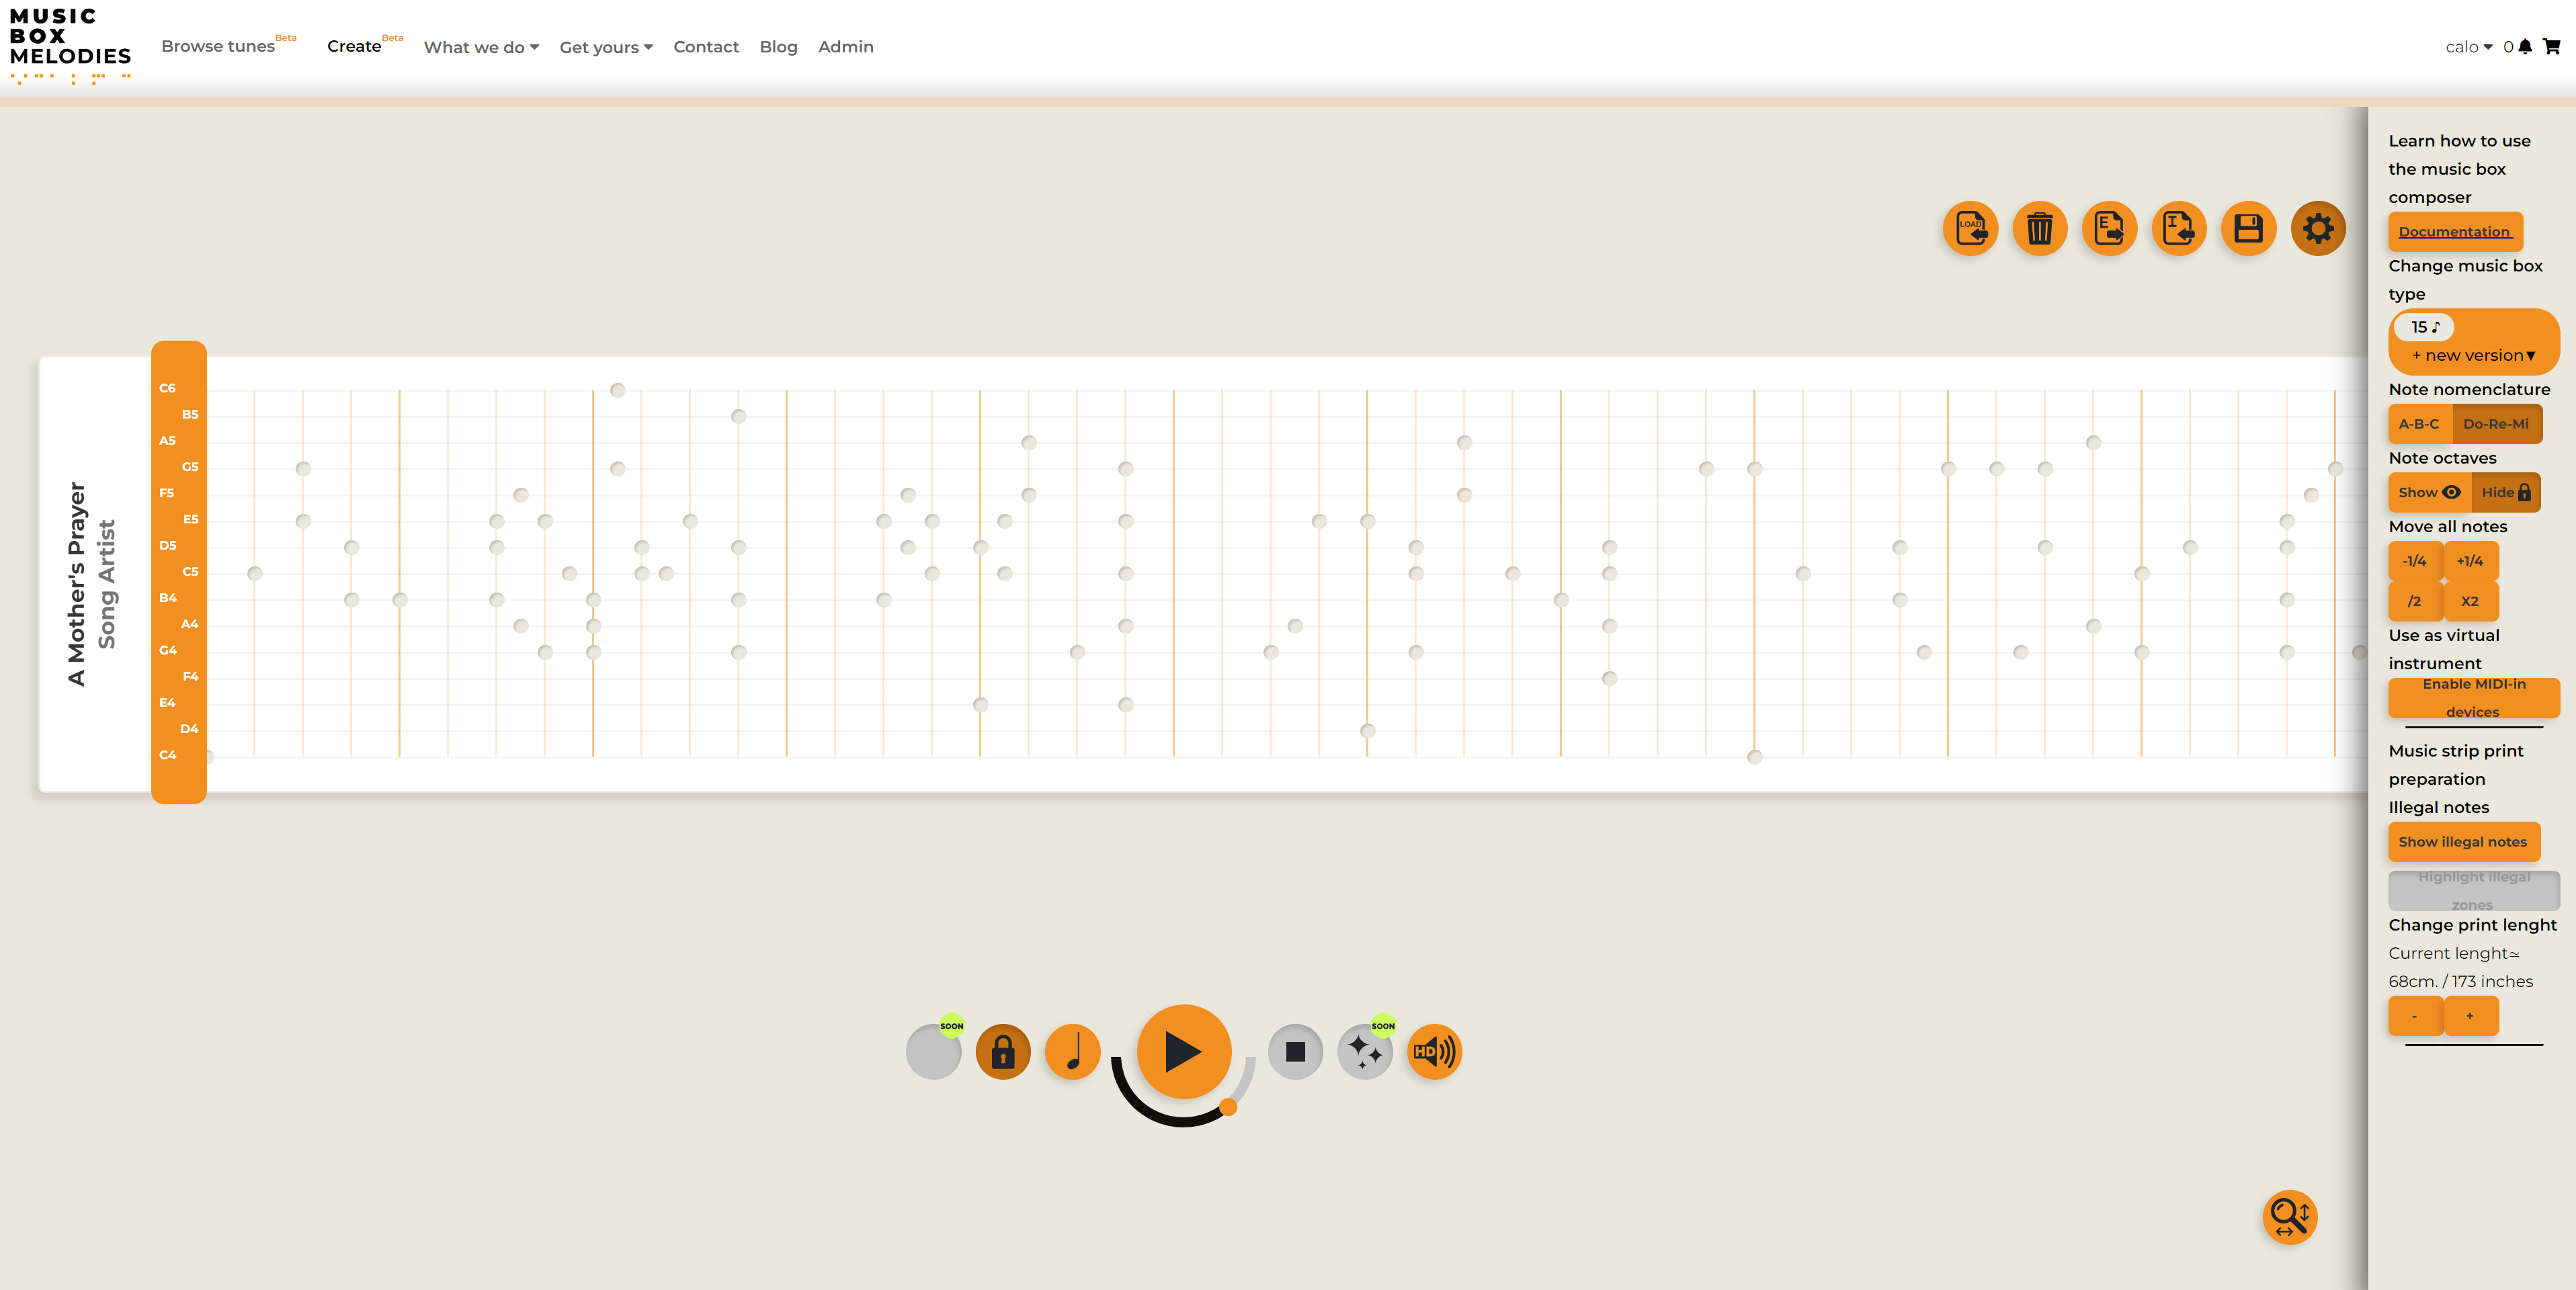 MUSIC
BOX
MELODIES
Browse tunes Beta
Create Beta
What we do
Get yours
Contact
Blog
Admin
calo
0
LOAD
E
I
A Mother's Prayer
Song Artist
C6
B5
A5
G5
F5
E5
D5
C5
B4
A4
G4
F4
E4
D4
C4
SOON
SOON
HD
Learn how to use
the music box
composer
Documentation
Change music box
type
15 ♪
+ new version▼
Note nomenclature
A-B-C
Do-Re-Mi
Note octaves
Show
Hide
Move all notes
-1/4
+1/4
/2
X2
Use as virtual
instrument
Enable MIDI-in
devices
Music strip print
preparation
Illegal notes
Show illegal notes
Highlight illegal
zones
Change print lenght
Current lenght≃
68cm. / 173 inches
-
+